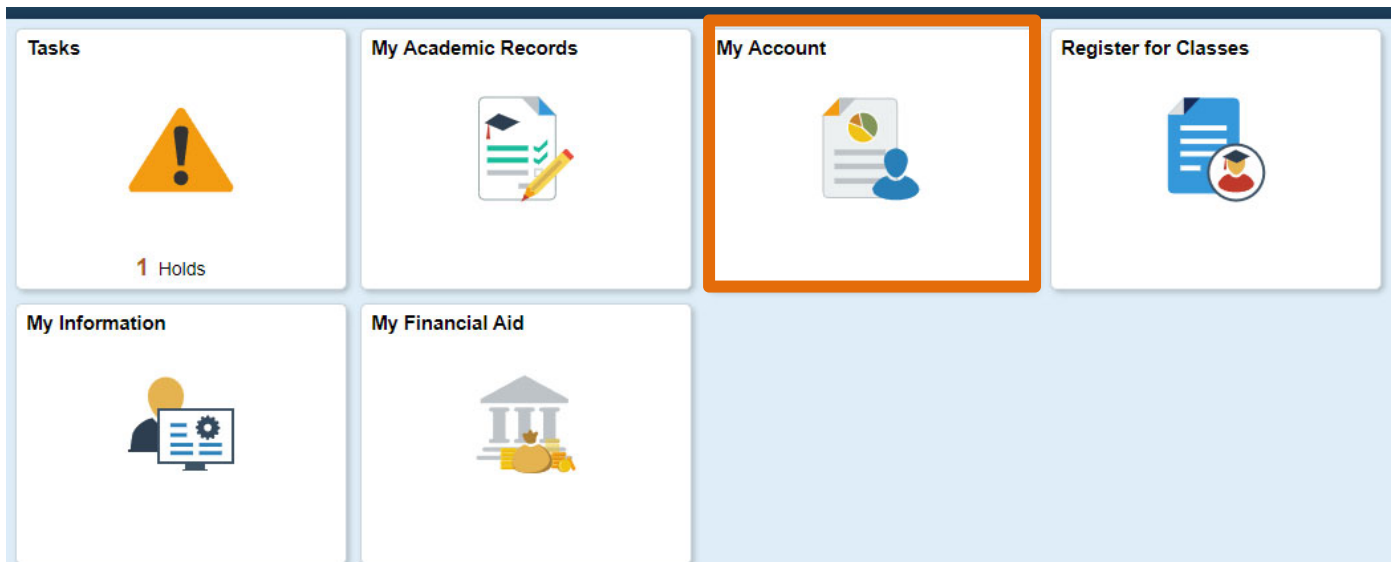 Tasks
My Academic Records
My Account
Register for Classes
1 Holds
My Information
My Financial Aid